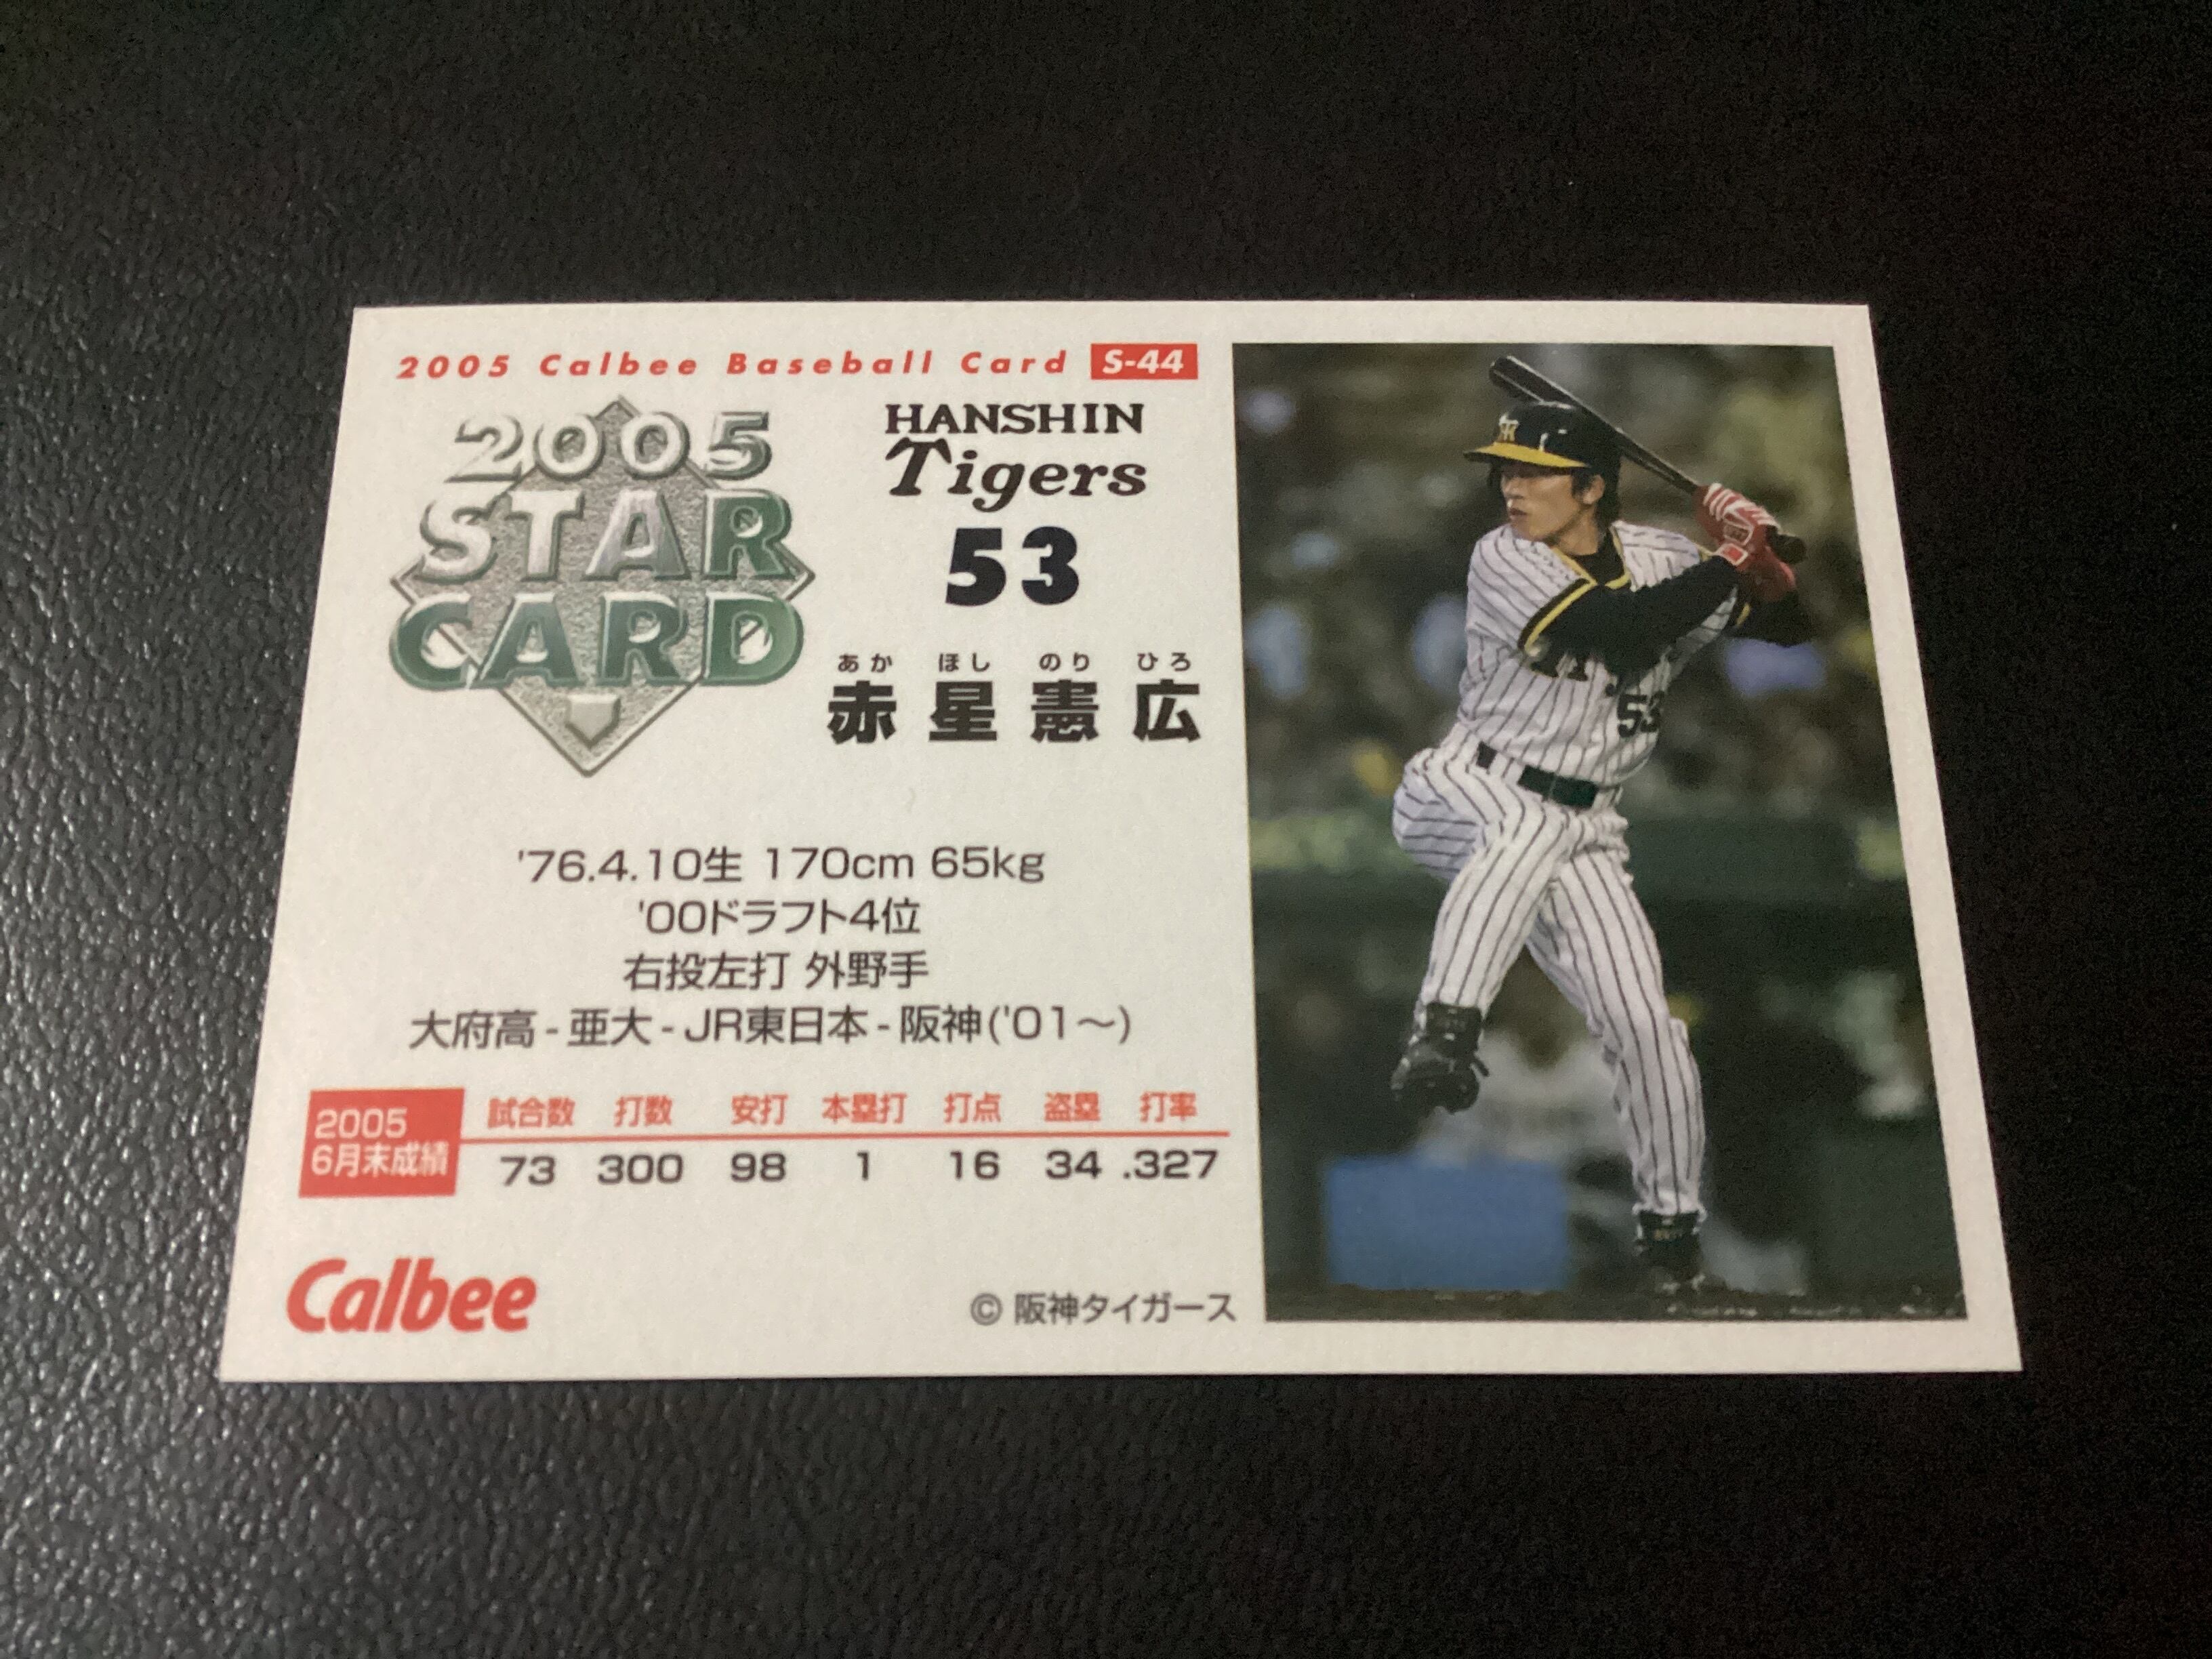 2005 Calbee Baseball Card S-44
2005
STAR
CARD
HANSHIN
Tigers
53
あか ほし のり ひろ
赤星憲広
'76.4.10生 170cm 65kg
'00ドラフト4位
右投左打 外野手
大府高-亜大-JR東日本-阪神('01～)
2005
6月末成績
試合数 打数 安打 本塁打 打点 盗塁 打率
73 300 98 1 16 34 .327
Calbee
© 阪神タイガース
53